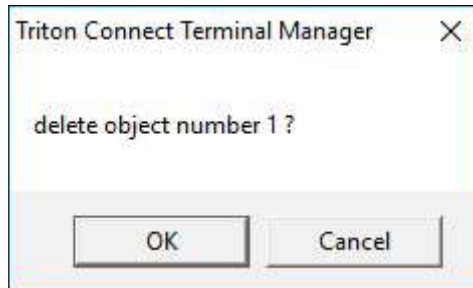 Triton Connect Terminal Manager
delete object number 1 ?
OK
Cancel